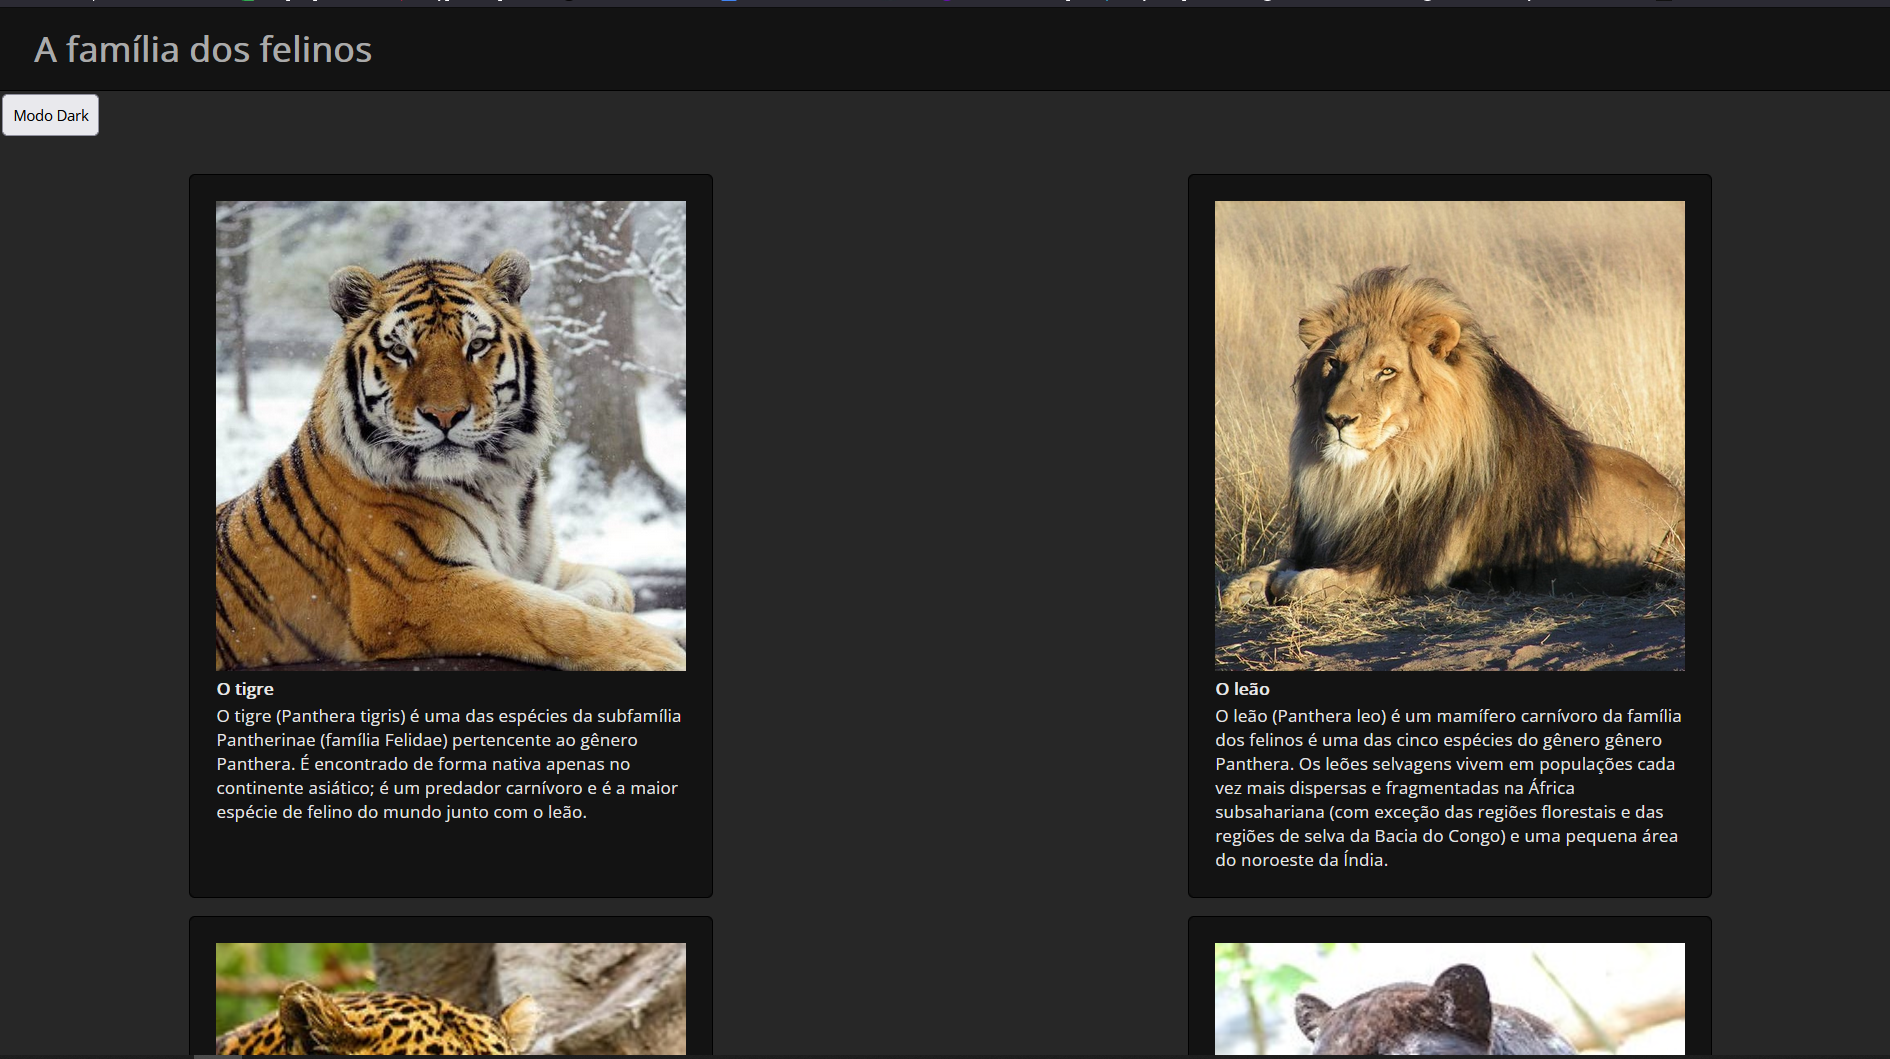 A família dos felinos
Modo Dark
O tigre
O tigre (Panthera tigris) é uma das espécies da subfamília
Pantherinae (família Felidae) pertencente ao gênero
Panthera. É encontrado de forma nativa apenas no
continente asiático; é um predador carnívoro e é a maior
espécie de felino do mundo junto com o leão.
O leão
O leão (Panthera leo) é um mamífero carnívoro da família
dos felinos é uma das cinco espécies do gênero gênero
Panthera. Os leões selvagens vivem em populações cada
vez mais dispersas e fragmentadas na África
subsahariana (com exceção das regiões florestais e das
regiões de selva da Bacia do Congo) e uma pequena área
do noroeste da Índia.